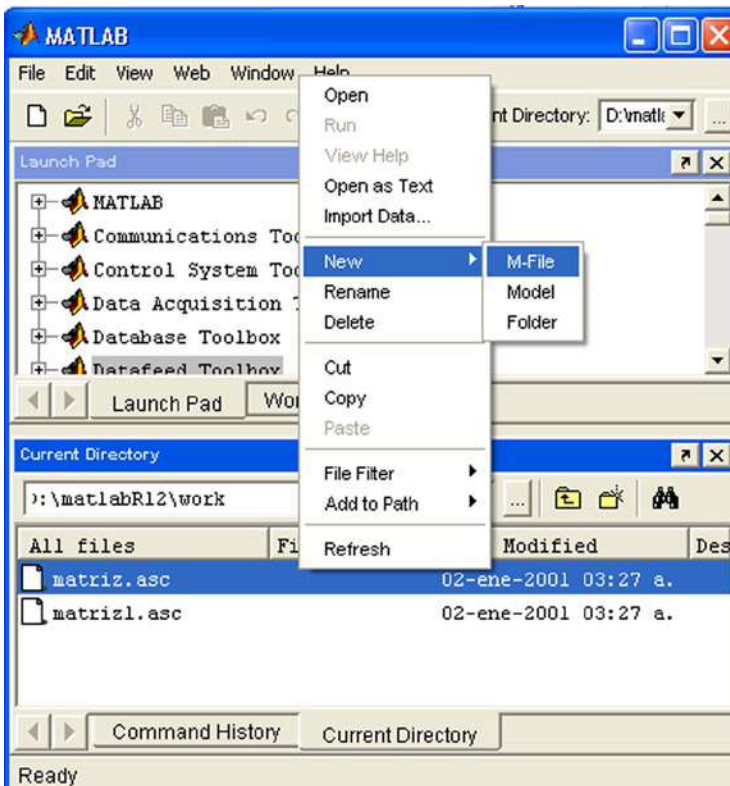 MATLAB
File Edit View Web Window Help
nt Directory: D:\matla ...
Launch Pad
MATLAB
Communications Too
Control System Too
Data Acquisition
Database Toolbox
Datafeed Toolbox
Launch Pad Wor
Open
Run
View Help
Open as Text
Import Data...
New
Rename
Delete
Cut
Copy
Paste
File Filter
Add to Path
Refresh
M-File
Model
Folder
Current Directory
:\matlabR12\work ...
All files Fi Modified Des
matriz.asc 02-ene-2001 03:27 a.
matriz1.asc 02-ene-2001 03:27 a.
Command History Current Directory
Ready